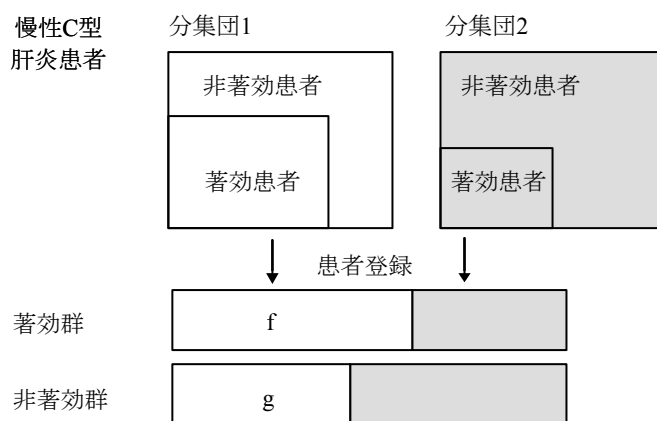 慢性C型
肝炎患者
分集団1
分集団2
非著効患者
非著効患者
著効患者
著効患者
患者登録
著効群
f
非著効群
g